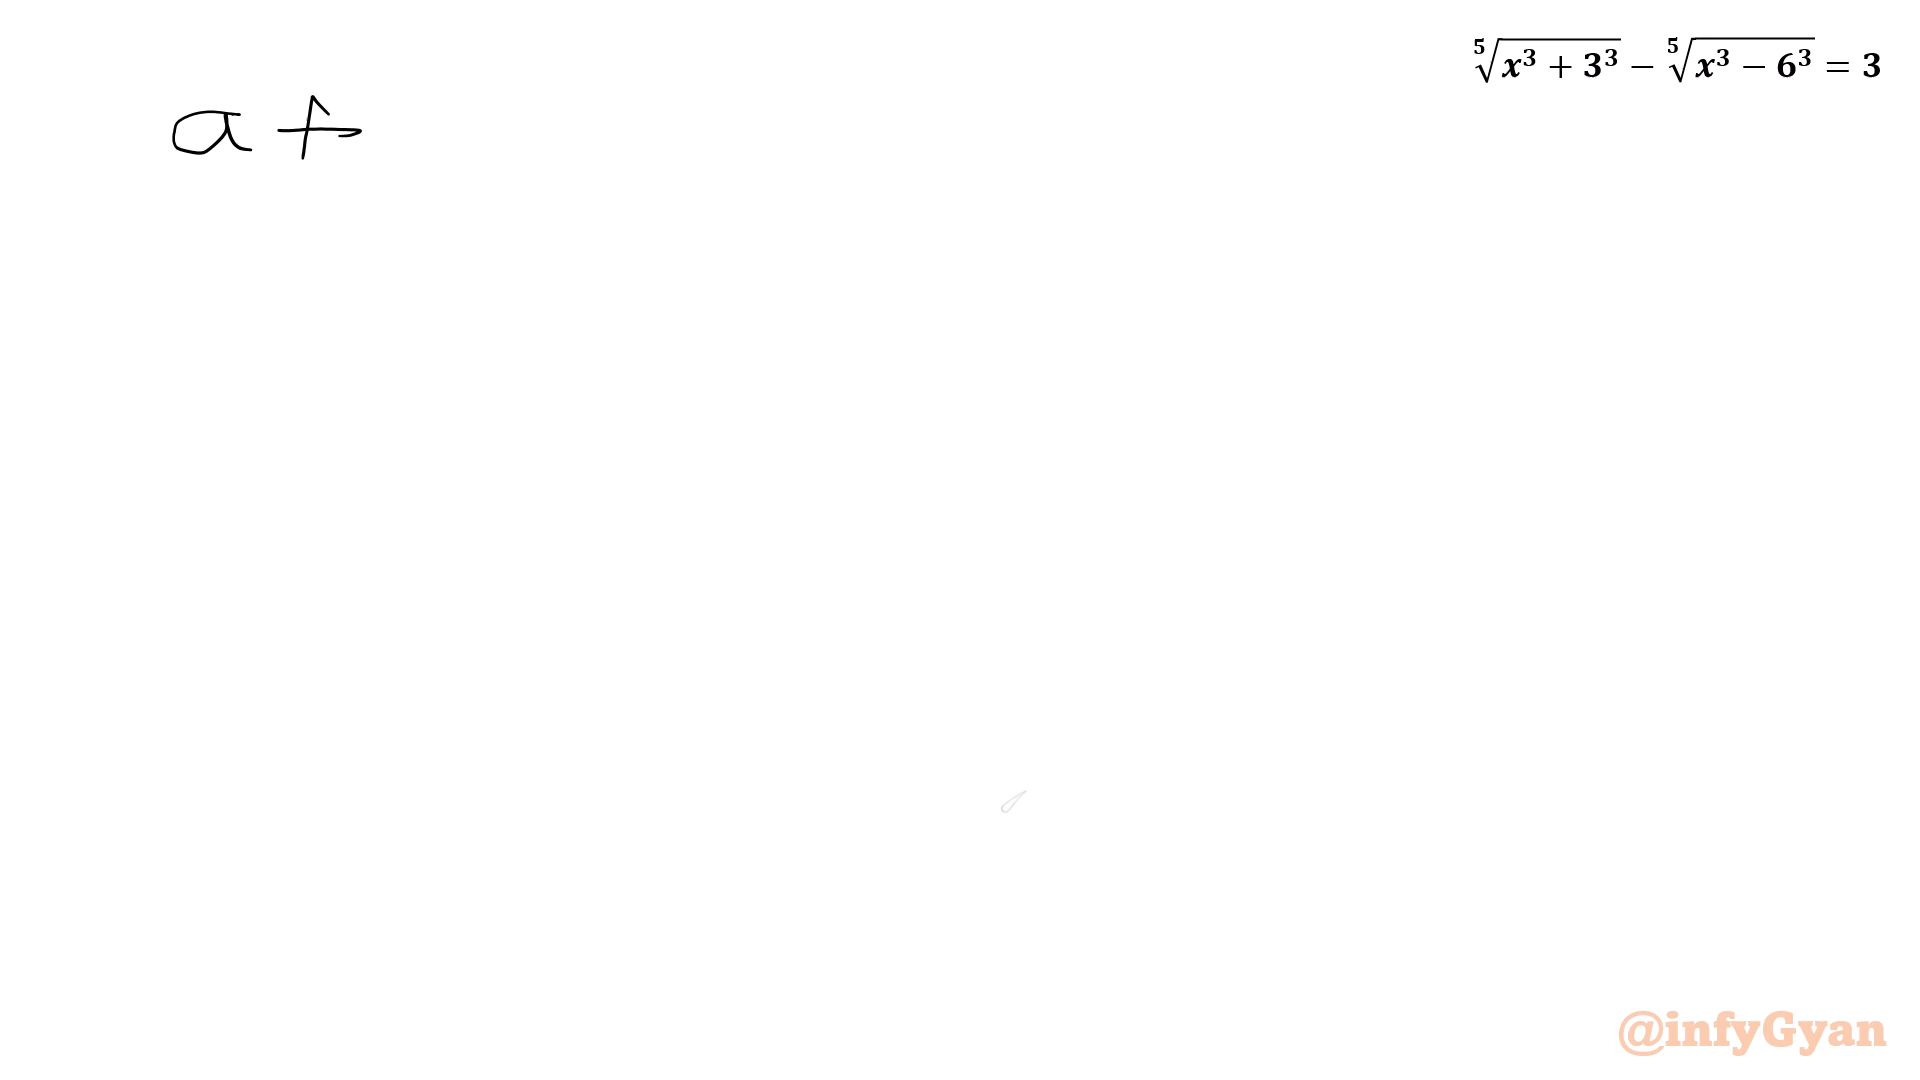 ⁵√(x³ + 3³) − ⁵√(x³ − 6³) = 3
a +
@infyGyan